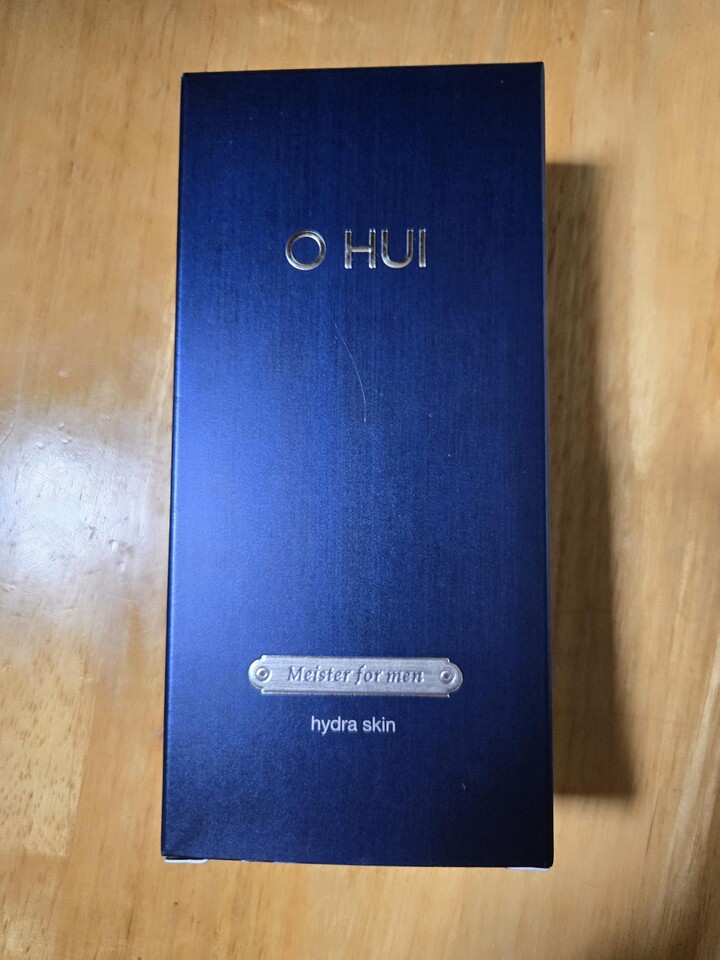 O HUI
Meister for men
hydra skin